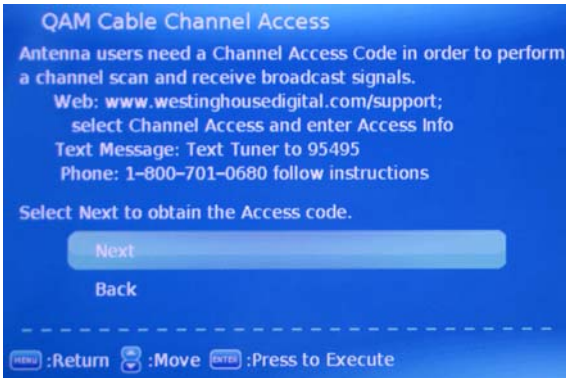 QAM Cable Channel Access
Antenna users need a Channel Access Code in order to perform
a channel scan and receive broadcast signals.
Web: www.westinghousedigital.com/support;
select Channel Access and enter Access Info
Text Message: Text Tuner to 95495
Phone: 1-800-701-0680 follow instructions
Select Next to obtain the Access code.
Next
Back
MENU :Return :Move ENTER :Press to Execute